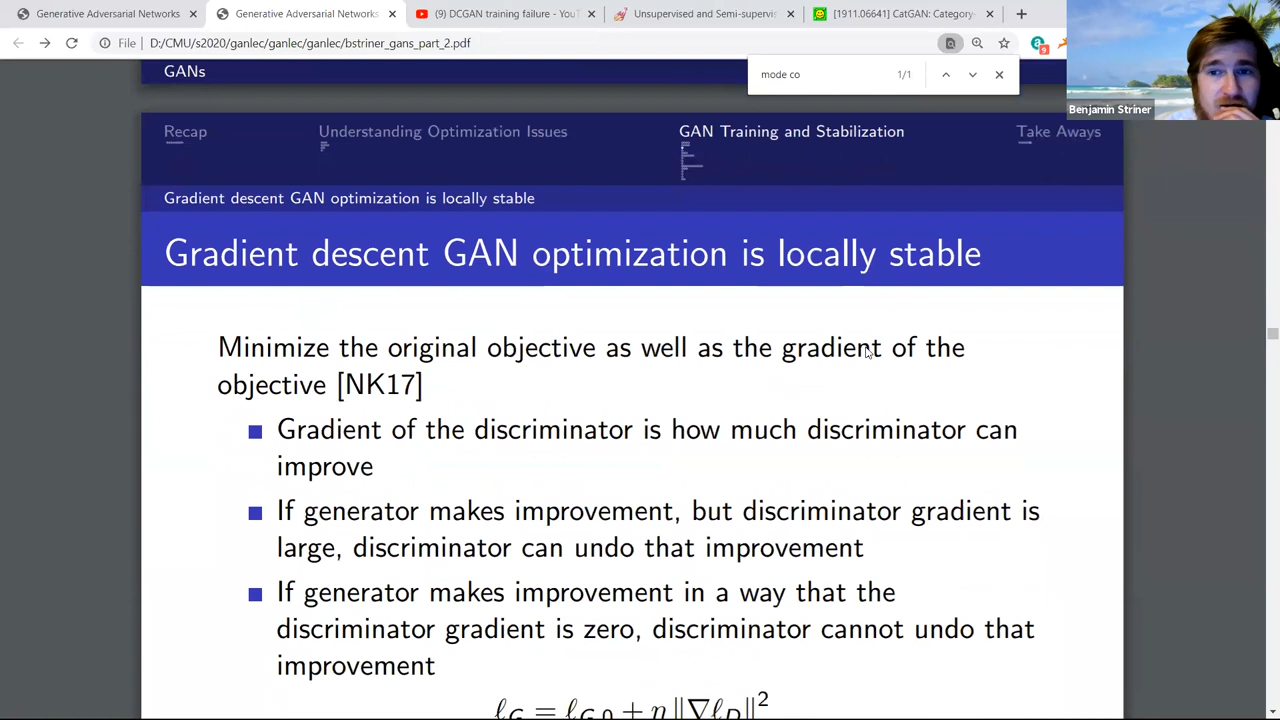 Generative Adversarial Networks
Generative Adversarial Networks
(9) DCGAN training failure - YouT
Unsupervised and Semi-supervis
[1911.06641] CatGAN: Category-
File
D:/CMU/s2020/ganlec/ganlec/ganlec/bstriner_gans_part_2.pdf
9
mode co
1/1
Benjamin Striner
GANs
Recap
Understanding Optimization Issues
GAN Training and Stabilization
Take Aways
Gradient descent GAN optimization is locally stable
Gradient descent GAN optimization is locally stable
Minimize the original objective as well as the gradient of the
objective [NK17]
Gradient of the discriminator is how much discriminator can
improve
If generator makes improvement, but discriminator gradient is
large, discriminator can undo that improvement
If generator makes improvement in a way that the
discriminator gradient is zero, discriminator cannot undo that
improvement